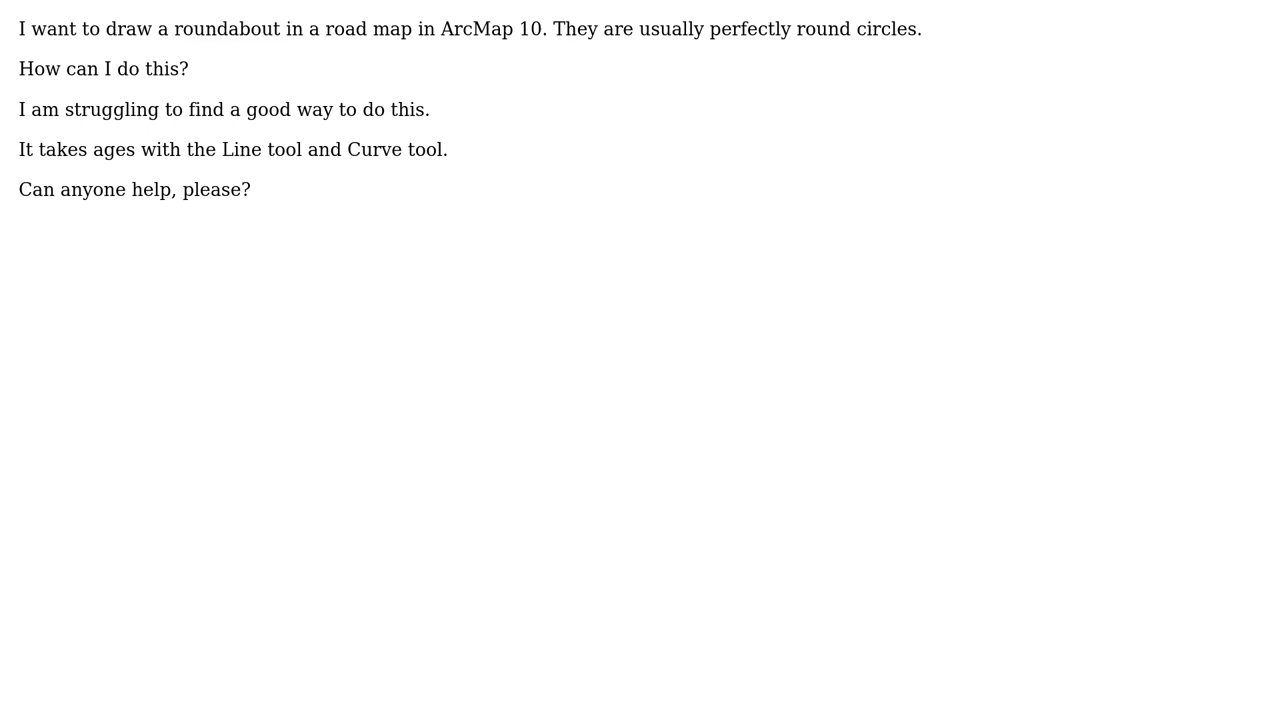 I want to draw a roundabout in a road map in ArcMap 10. They are usually perfectly round circles.
How can I do this?
I am struggling to find a good way to do this.
It takes ages with the Line tool and Curve tool.
Can anyone help, please?